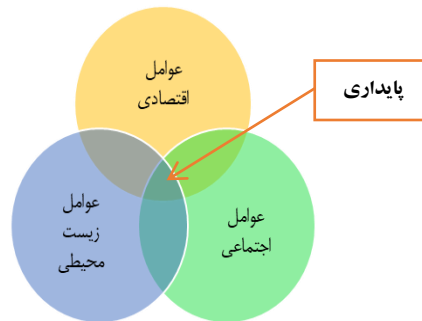 عوامل
اقتصادی
پایداری
عوامل
اجتماعی
عوامل
زیست
محیطی